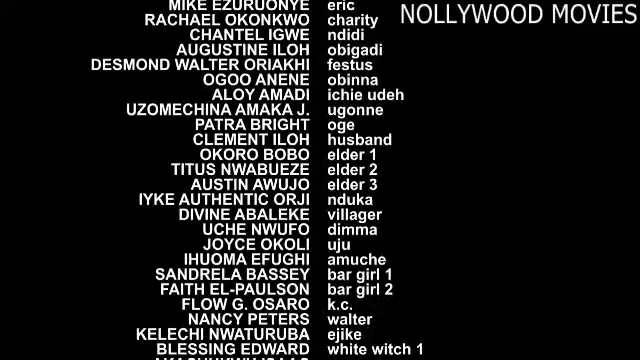 NOLLYWOOD MOVIES
MIKE EZURUONYE eric
RACHAEL OKONKWO charity
CHANTEL IGWE ndidi
AUGUSTINE ILOH obigadi
DESMOND WALTER ORIAKHI festus
OGOO ANENE obinna
ALOY AMADI ichie udeh
UZOMECHINA AMAKA J. ugonne
PATRA BRIGHT oge
CLEMENT ILOH husband
OKORO BOBO elder 1
TITUS NWABUEZE elder 2
AUSTIN AWUJO elder 3
IYKE AUTHENTIC ORJI nduka
DIVINE ABALEKE villager
UCHE NWUFO dimma
JOYCE OKOLI uju
IHUOMA EFUGHI amuche
SANDRELA BASSEY bar girl 1
FAITH EL-PAULSON bar girl 2
FLOW G. OSARO k.c.
NANCY PETERS walter
KELECHI NWATURUBA ejike
BLESSING EDWARD white witch 1